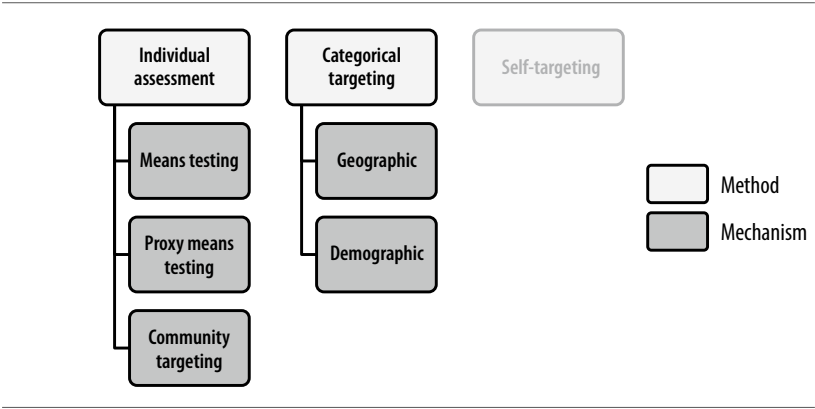 Individual
assessment
Categorical
targeting
Self-targeting
Means testing
Geographic
Proxy means
testing
Demographic
Community
targeting
Method
Mechanism